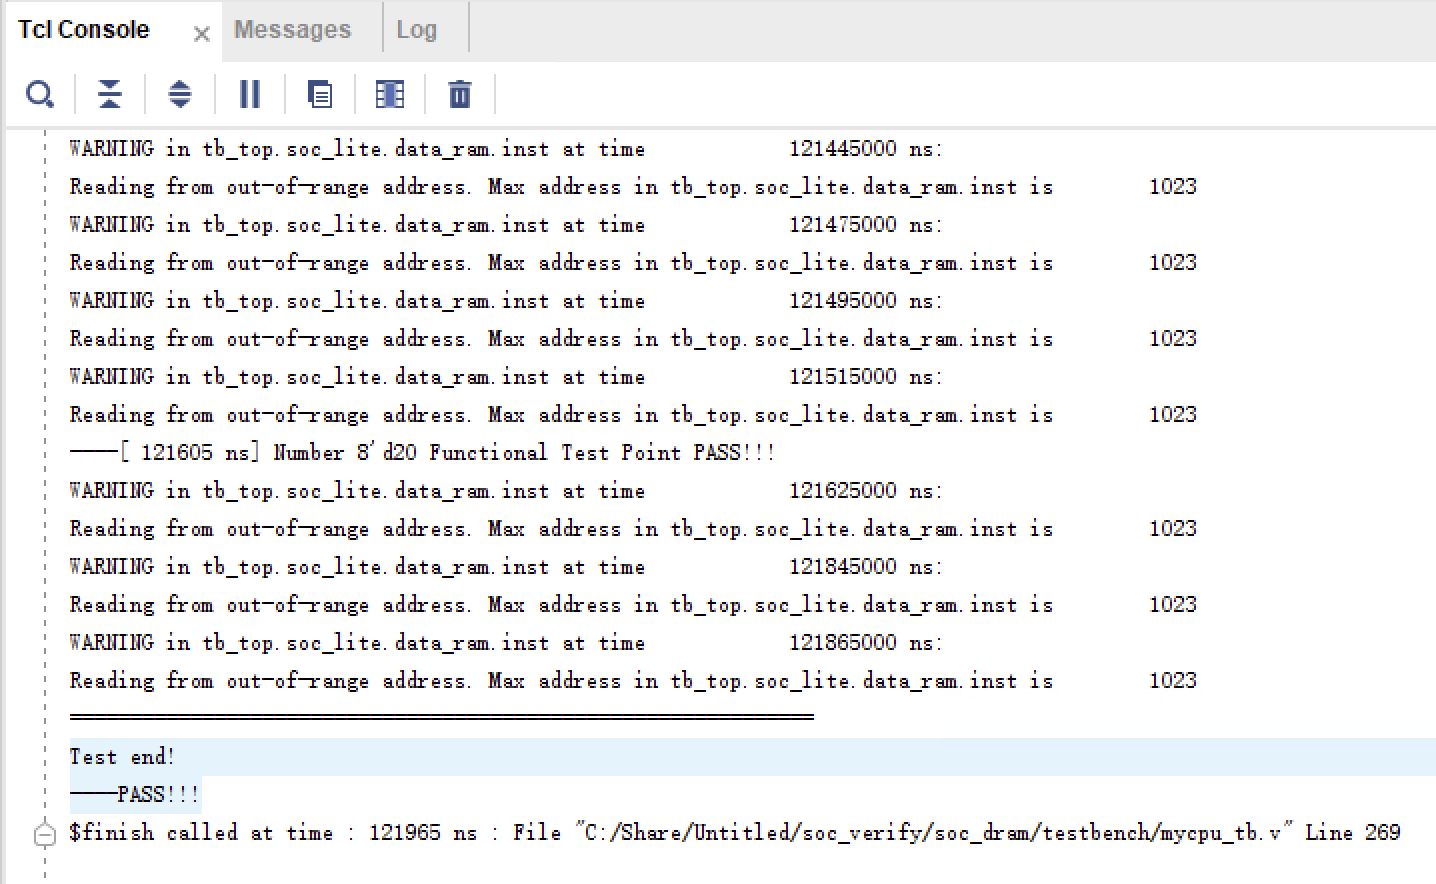 Tcl Console
Messages
Log
WARNING in tb_top.soc_lite.data_ram.inst at time 121445000 ns:
Reading from out-of-range address. Max address in tb_top.soc_lite.data_ram.inst is 1023
WARNING in tb_top.soc_lite.data_ram.inst at time 121475000 ns:
Reading from out-of-range address. Max address in tb_top.soc_lite.data_ram.inst is 1023
WARNING in tb_top.soc_lite.data_ram.inst at time 121495000 ns:
Reading from out-of-range address. Max address in tb_top.soc_lite.data_ram.inst is 1023
WARNING in tb_top.soc_lite.data_ram.inst at time 121515000 ns:
Reading from out-of-range address. Max address in tb_top.soc_lite.data_ram.inst is 1023
----[ 121605 ns] Number 8'd20 Functional Test Point PASS!!!
WARNING in tb_top.soc_lite.data_ram.inst at time 121625000 ns:
Reading from out-of-range address. Max address in tb_top.soc_lite.data_ram.inst is 1023
WARNING in tb_top.soc_lite.data_ram.inst at time 121845000 ns:
Reading from out-of-range address. Max address in tb_top.soc_lite.data_ram.inst is 1023
WARNING in tb_top.soc_lite.data_ram.inst at time 121865000 ns:
Reading from out-of-range address. Max address in tb_top.soc_lite.data_ram.inst is 1023
==============================================================
Test end!
----PASS!!!
$finish called at time : 121965 ns : File "C:/Share/Untitled/soc_verify/soc_dram/testbench/mycpu_tb.v" Line 269